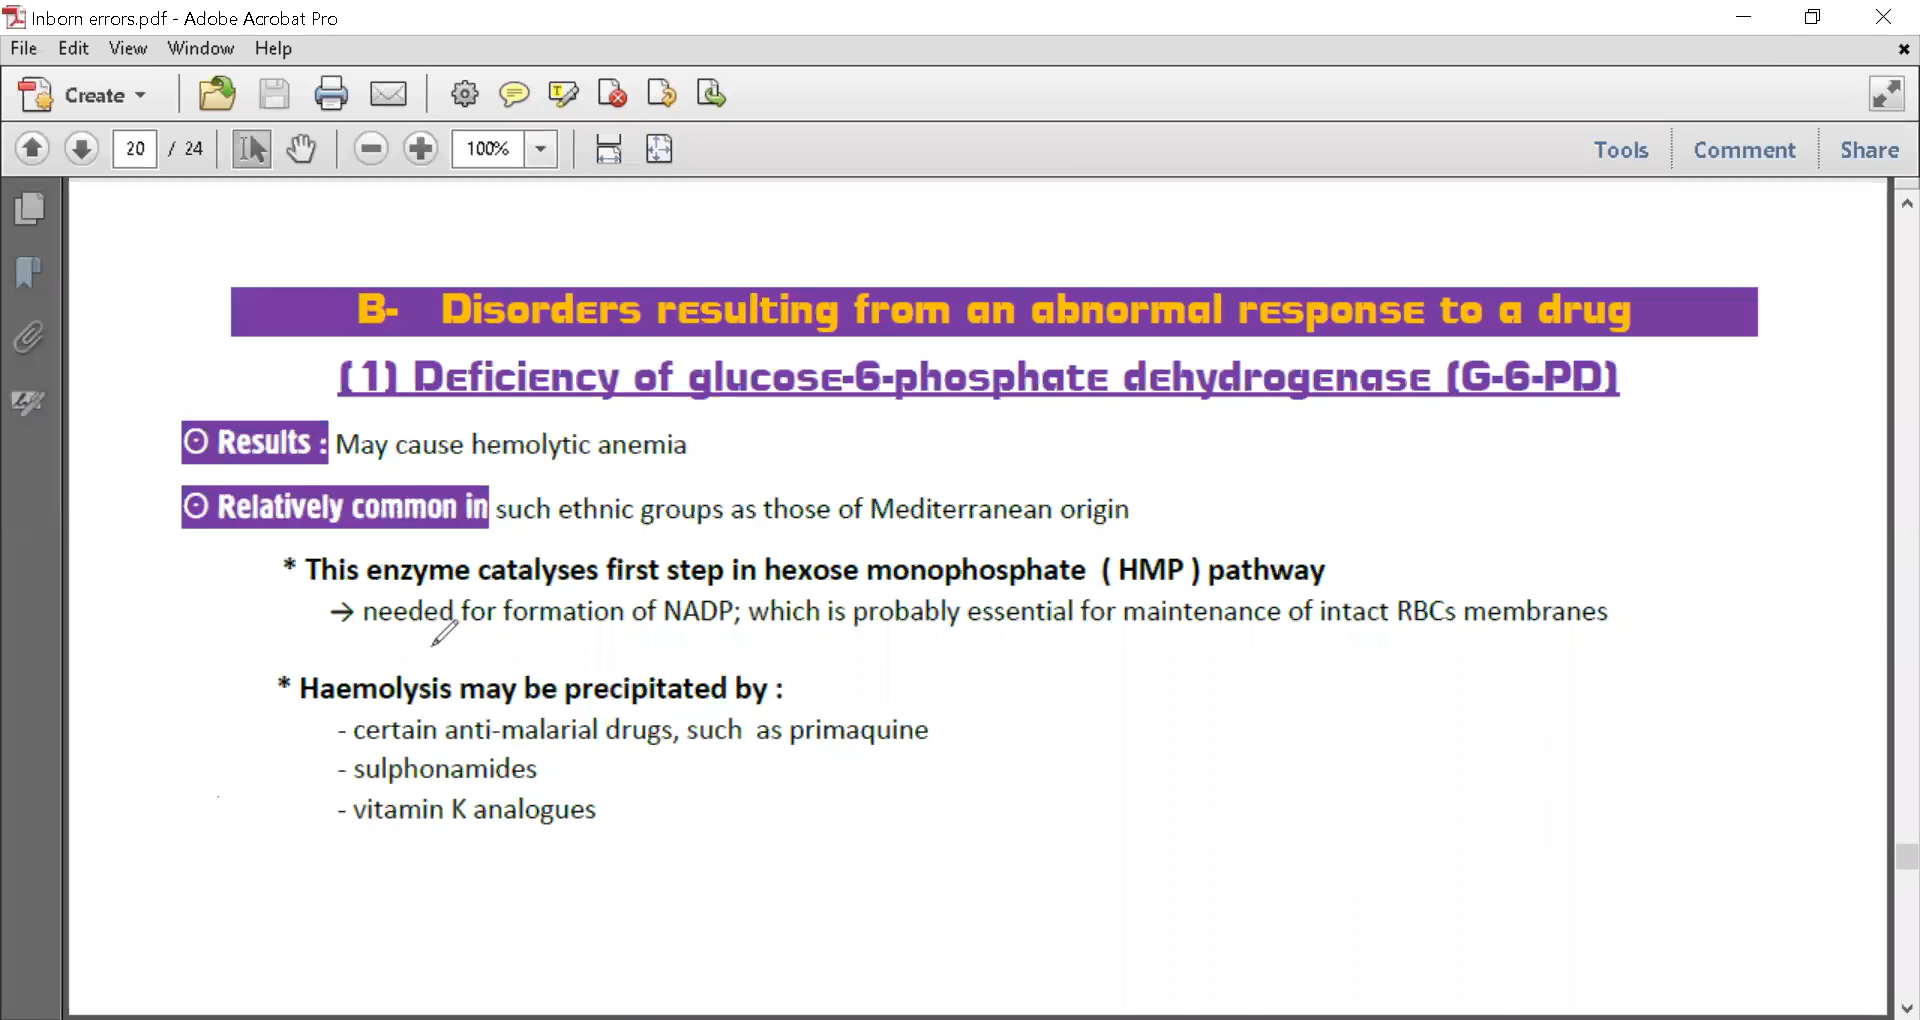 Inborn errors.pdf - Adobe Acrobat Pro
File Edit View Window Help
Create
20 / 24 100% Tools Comment Share
B- Disorders resulting from an abnormal response to a drug
(1) Deficiency of glucose-6-phosphate dehydrogenase (G-6-PD)
⊙ Results : May cause hemolytic anemia
⊙ Relatively common in such ethnic groups as those of Mediterranean origin
* This enzyme catalyses first step in hexose monophosphate ( HMP ) pathway
→ needed for formation of NADP; which is probably essential for maintenance of intact RBCs membranes
* Haemolysis may be precipitated by :
- certain anti-malarial drugs, such as primaquine
- sulphonamides
- vitamin K analogues